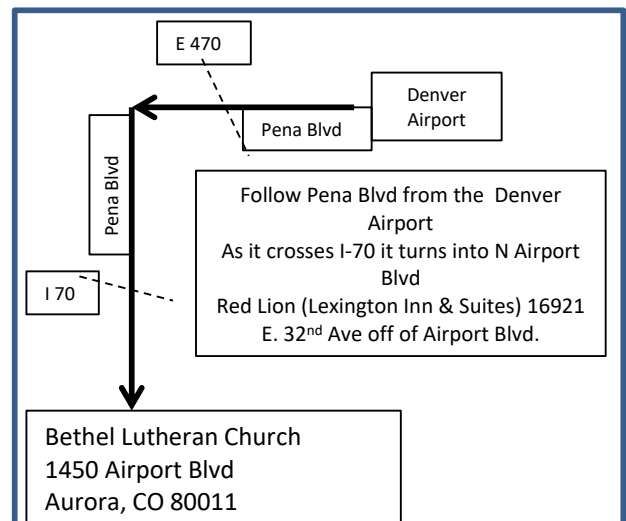 E 470
Denver
Airport
Pena Blvd
Pena Blvd
Follow Pena Blvd from the Denver
Airport
As it crosses I-70 it turns into N Airport
Blvd
Red Lion (Lexington Inn & Suites) 16921
E. 32nd Ave off of Airport Blvd.
I 70
Bethel Lutheran Church
1450 Airport Blvd
Aurora, CO 80011